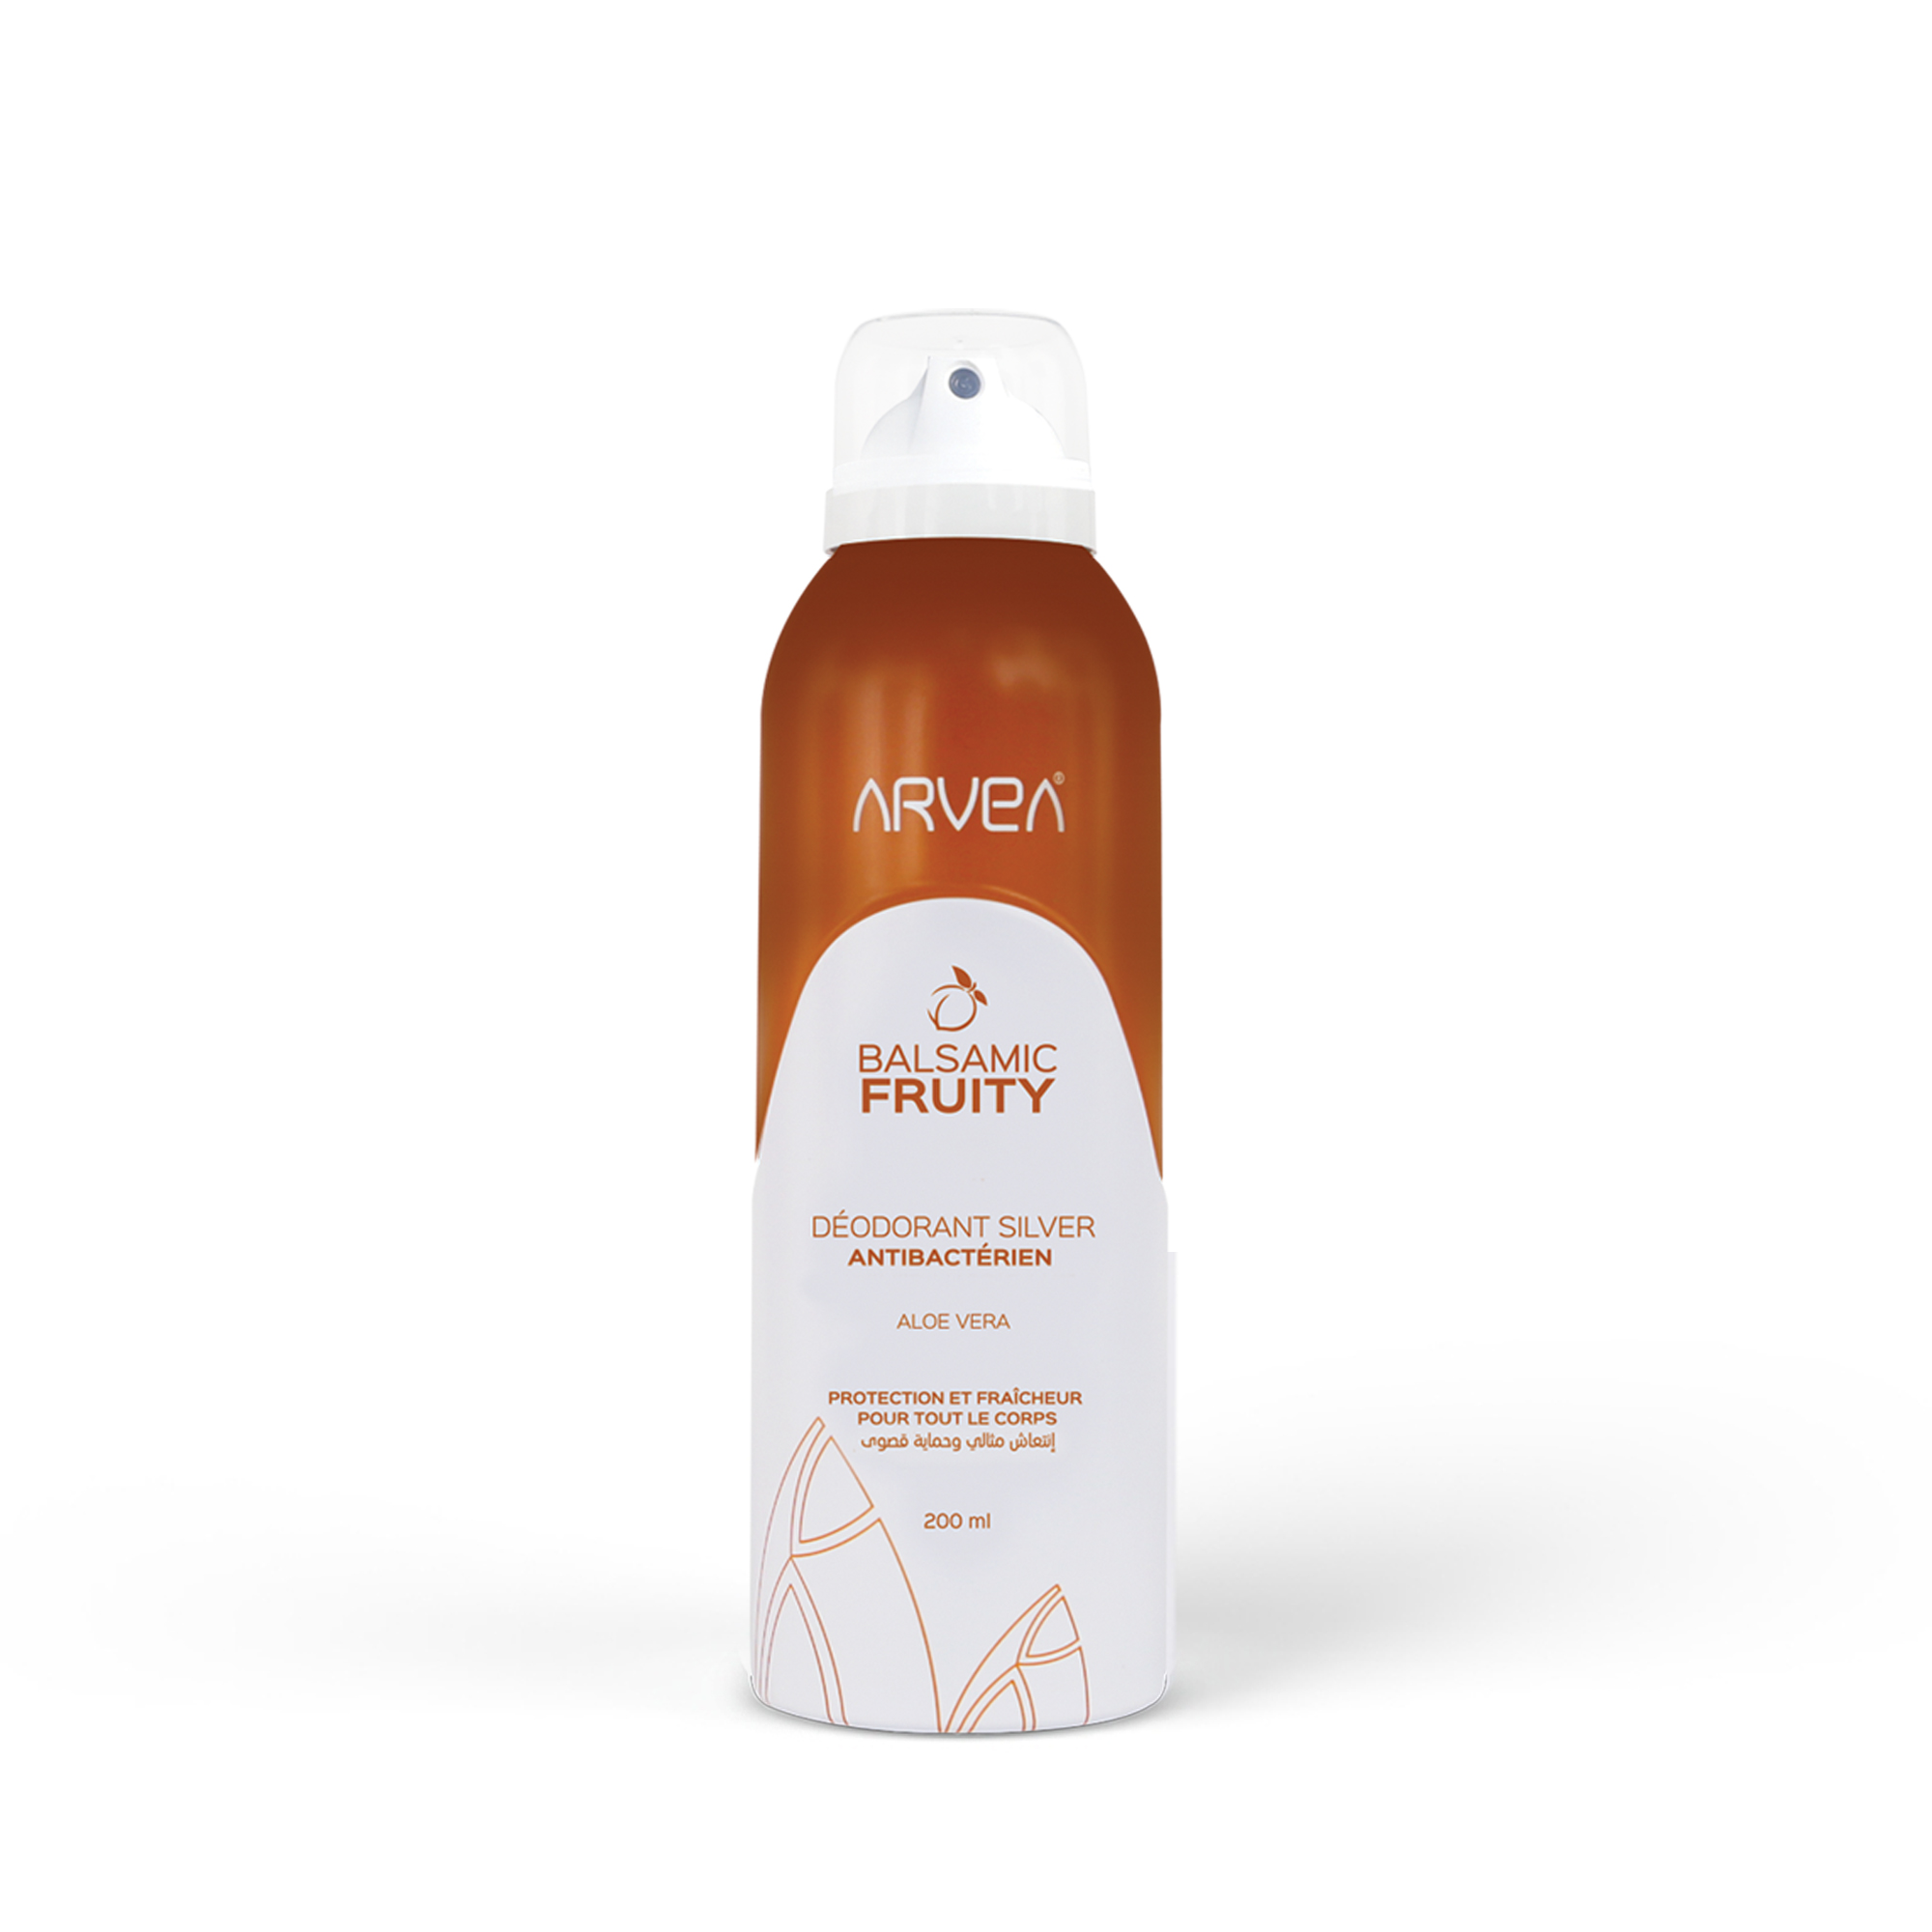 ARVEA®
BALSAMIC
FRUITY
DÉODORANT SILVER
ANTIBACTÉRIEN
ALOE VERA
PROTECTION ET FRAÎCHEUR
POUR TOUT LE CORPS
إنتعاش مثالي وحماية قصوى
200 ml